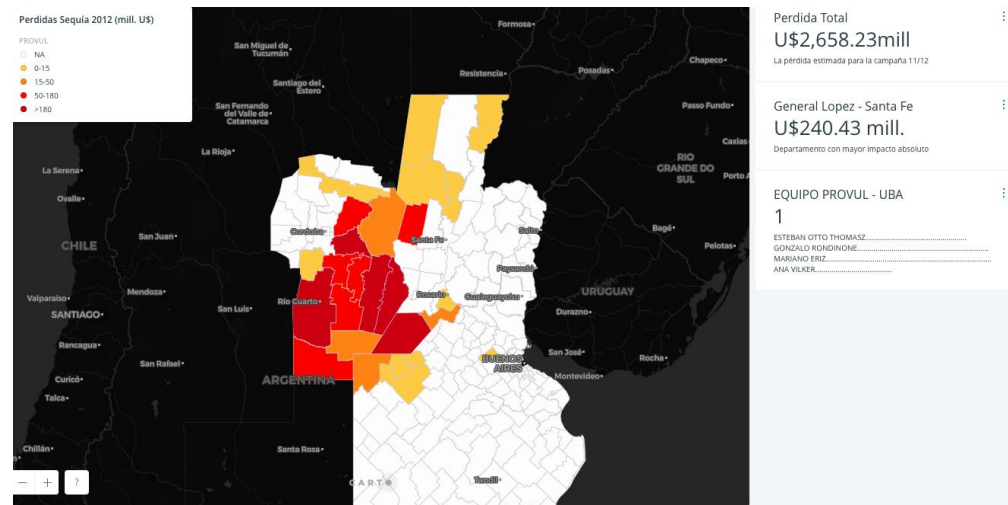 Perdidas Sequía 2012 (mill. U$)
PROVUL
NA
0-15
15-50
50-180
>180
Formosa
San Miguel de
Tucumán
Chapeco
Resistencia
Posadas
Santiago del
Estero
San Fernando
del Valle de
Catamarca
Passo Fundo
Caxias
La Rioja
RIO
GRANDE DO
SUL
Porto A
La Serena
Ovalle
Cordoba
Salto
Bagé
San Juan
Santa Fe
Pelotas
CHILE
Paysandú
Mendoza
Rosario
Gualeguaychu
URUGUAY
Valparaíso
Río Cuarto
San Luis
Durazno
SANTIAGO
Rancagua
San José
Rocha
San Rafael
BUENOS
AIRES
Montevideo
Curicó
ARGENTINA
Talca
Chillán
Santa Rosa
Tandil
CARTO
?
Perdida Total
U$2,658.23mill
La pérdida estimada para la campaña 11/12
General Lopez - Santa Fe
U$240.43 mill.
Departamento con mayor impacto absoluto
EQUIPO PROVUL - UBA
1
ESTEBAN OTTO THOMASZ
GONZALO RONDINONE
MARIANO ERIZ
ANA VILKER